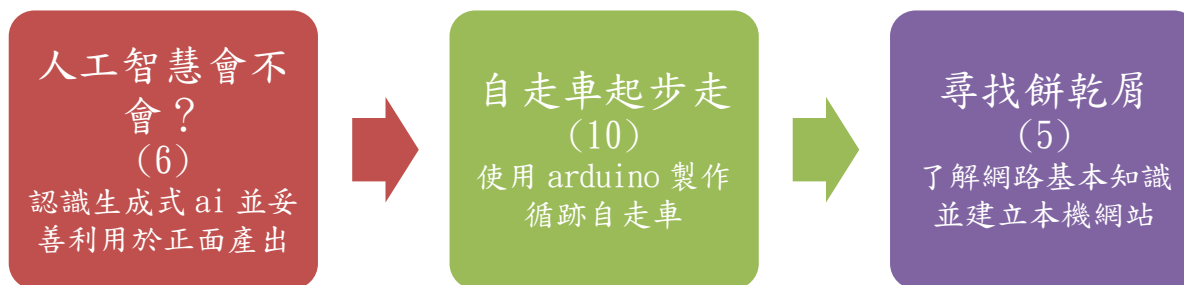 人工智慧會不
會？
(6)
認識生成式 ai 並妥
善利用於正面產出
自走車起步走
(10)
使用 arduino 製作
循跡自走車
尋找餅乾屑
(5)
了解網路基本知識
並建立本機網站